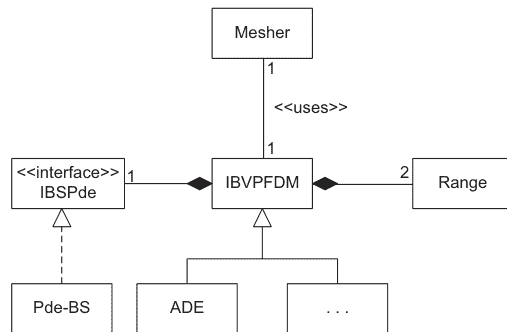 Mesher
1
<<uses>>
1
<<interface>>
IBSPde
1
IBVPFDM
2
Range
Pde-BS
ADE
. . .